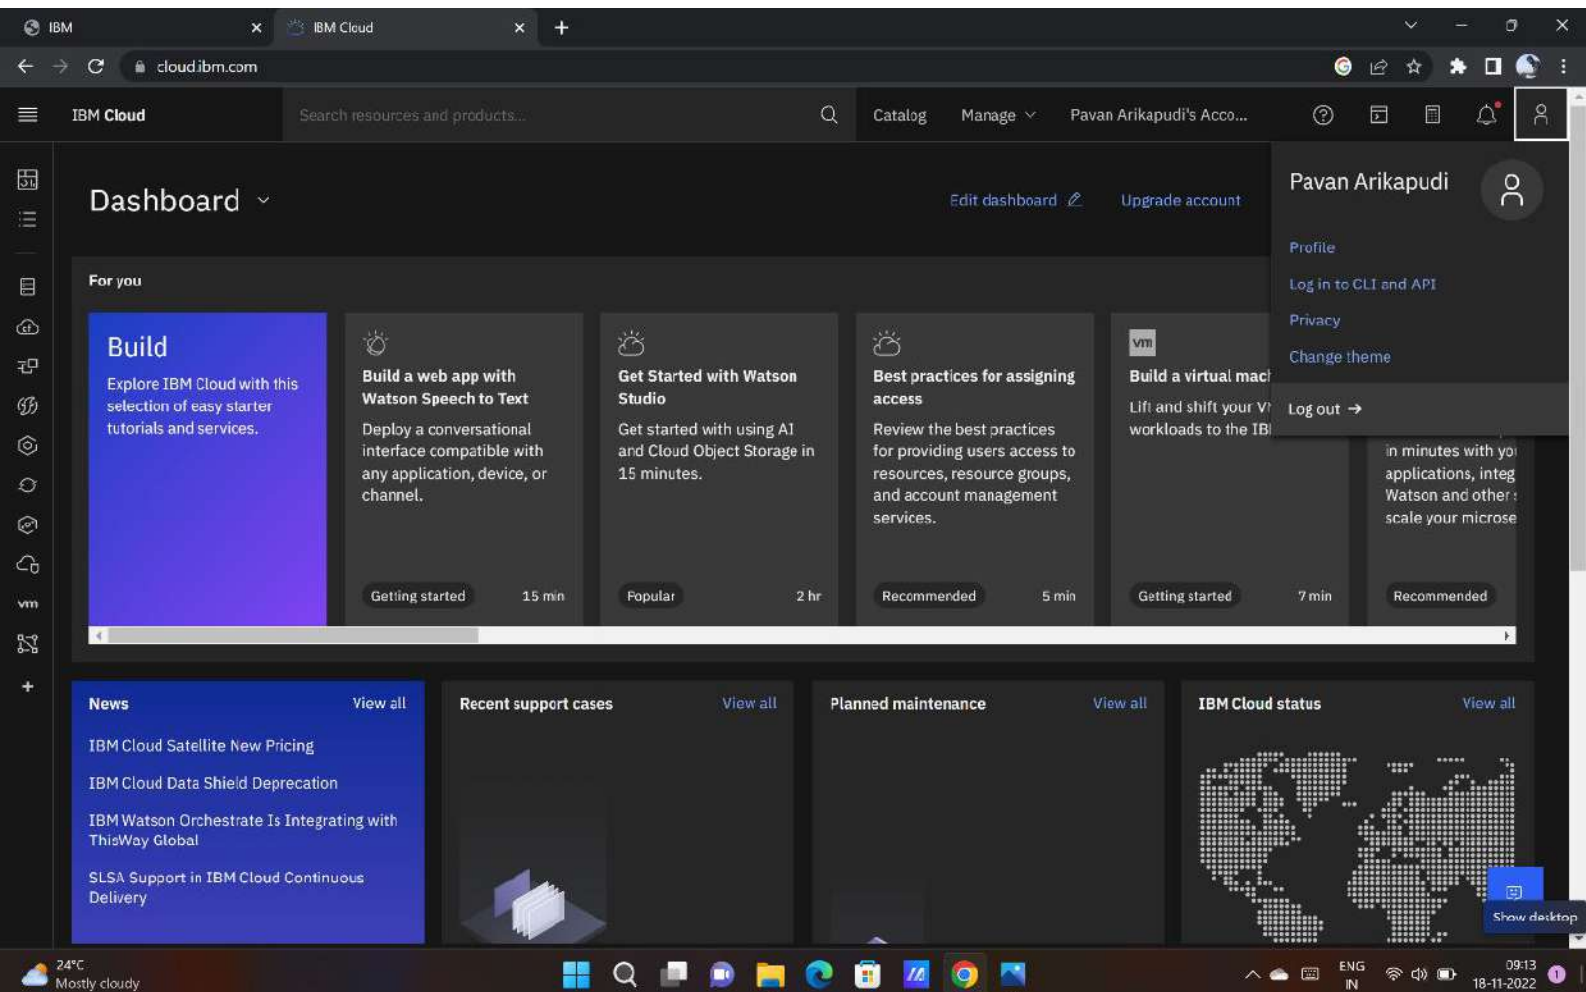 IBM
IBM Cloud
cloud.ibm.com
IBM Cloud
Search resources and products...
Catalog
Manage
Pavan Arikapudi's Acco...
Dashboard
Edit dashboard
Upgrade account
Pavan Arikapudi
Profile
Log in to CLI and API
Privacy
Change theme
Log out →
For you
Build
Explore IBM Cloud with this
selection of easy starter
tutorials and services.
Build a web app with
Watson Speech to Text
Deploy a conversational
interface compatible with
any application, device, or
channel.
Getting started
15 min
Get Started with Watson
Studio
Get started with using AI
and Cloud Object Storage in
15 minutes.
Popular
2 hr
Best practices for assigning
access
Review the best practices
for providing users access to
resources, resource groups,
and account management
services.
Recommended
5 min
vm
Build a virtual mach
Lift and shift your VM
workloads to the IB
Getting started
7 min
in minutes with you
applications, integ
Watson and other s
scale your microse
Recommended
vm
News
View all
IBM Cloud Satellite New Pricing
IBM Cloud Data Shield Deprecation
IBM Watson Orchestrate Is Integrating with
ThisWay Global
SLSA Support in IBM Cloud Continuous
Delivery
Recent support cases
View all
Planned maintenance
View all
IBM Cloud status
View all
Show desktop
24°C
Mostly cloudy
ENG
IN
09:13
18-11-2022
1